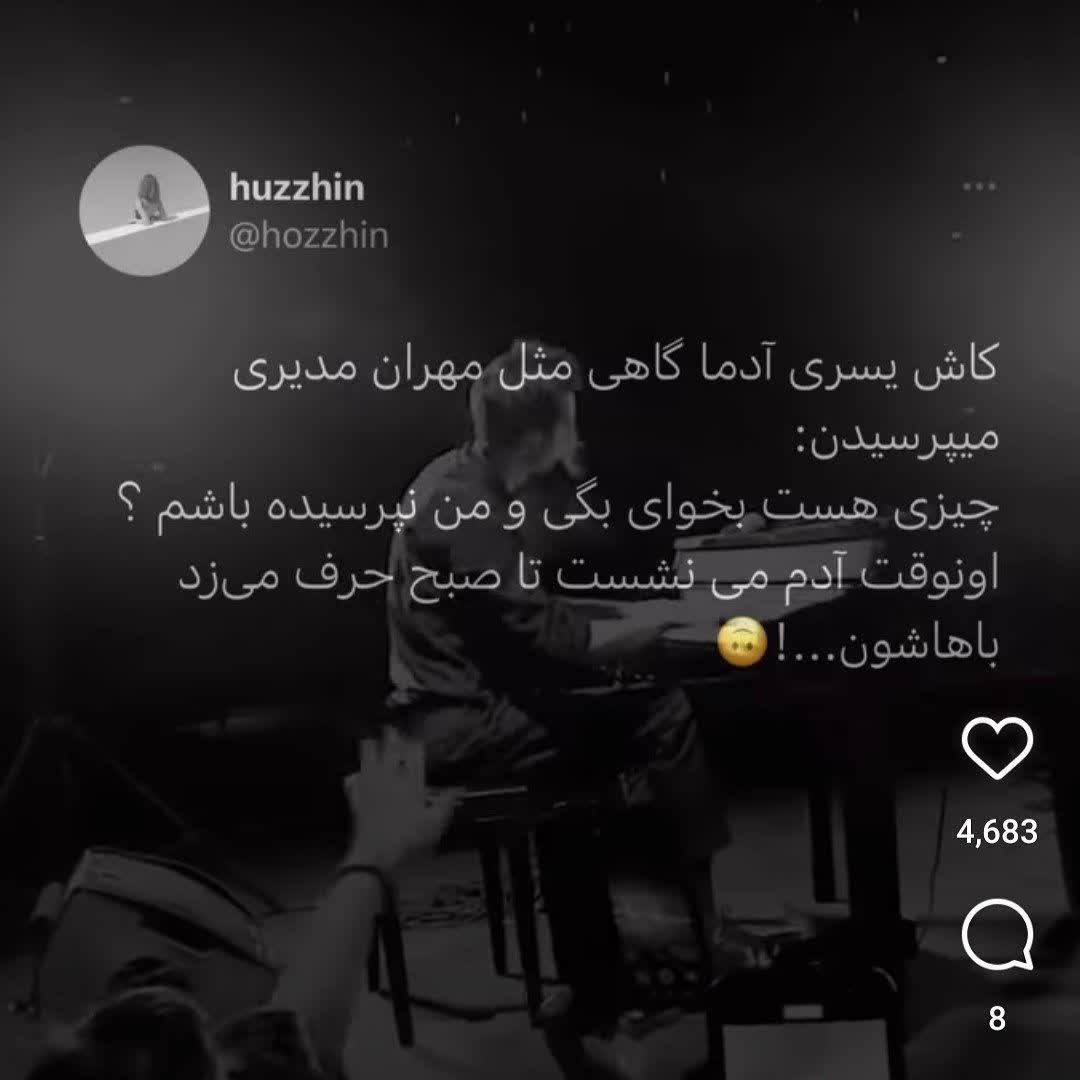 huzzhin
@hozzhin
کاش یسری آدما گاهی مثل مهران مدیری
میپرسیدن:
چیزی هست بخوای بگی و من نپرسیده باشم ؟
اونوقت آدم می نشست تا صبح حرف می‌زد
باهاشون...!🙃
4,683
8